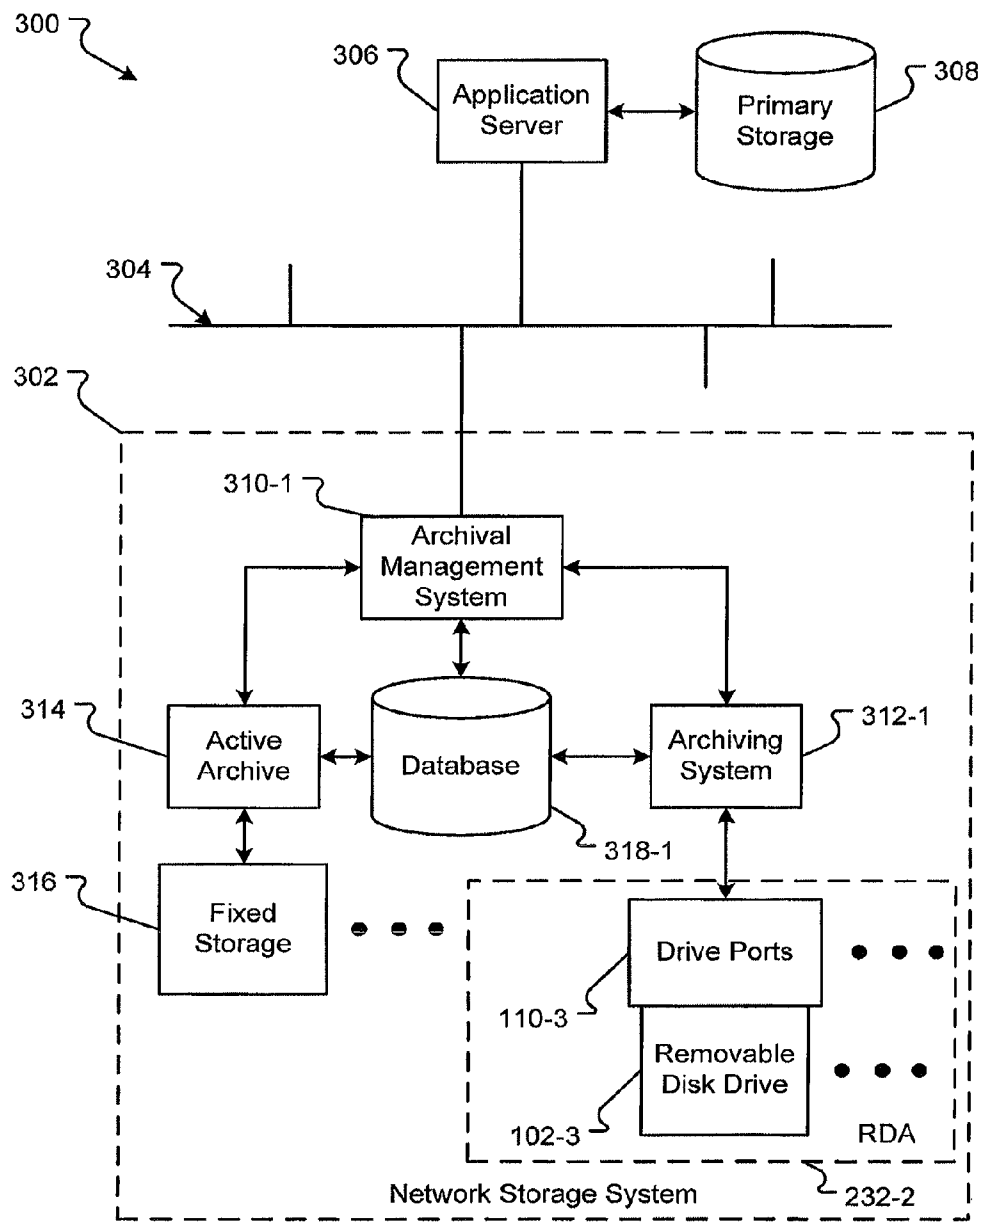 300
306
Application
Server
Primary
Storage
308
304
302
310-1
Archival
Management
System
314
Active
Archive
Database
Archiving
System
312-1
318-1
316
Fixed
Storage
Drive Ports
110-3
Removable
Disk Drive
102-3
RDA
Network Storage System
232-2